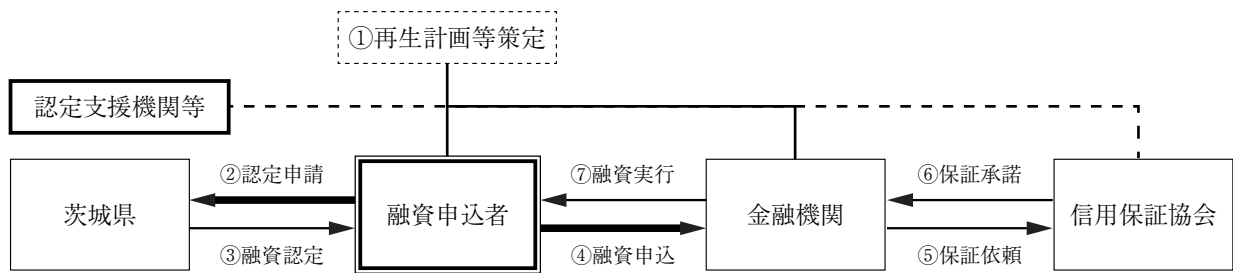 ①再生計画等策定
認定支援機関等
②認定申請
⑦融資実行
⑥保証承諾
茨城県
融資申込者
金融機関
信用保証協会
③融資認定
④融資申込
⑤保証依頼